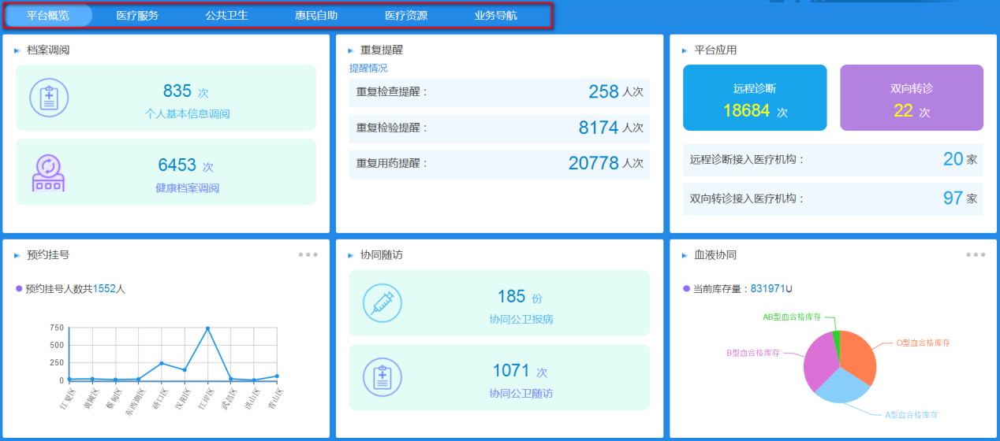 平台概览 医疗服务 公共卫生 惠民自助 医疗资源 业务导航
档案调阅
835 次
个人基本信息调阅
6453 次
健康档案调阅
重复提醒
提醒情况
重复检查提醒： 258 人次
重复检验提醒： 8174 人次
重复用药提醒： 20778 人次
平台应用
远程诊断
18684 次
双向转诊
22 次
远程诊断接入医疗机构： 20 家
双向转诊接入医疗机构： 97 家
预约挂号
预约挂号人数共1552人
750
500
250
0
江夏区 黄陂区 蔡甸区 东西湖区 硚口区 汉阳区 江岸区 武昌区 洪山区 青山区
协同随访
185 份
协同公卫报病
1071 次
协同公卫随访
血液协同
当前库存量：831971U
AB型血合格库存
O型血合格库存
B型血合格库存
A型血合格库存